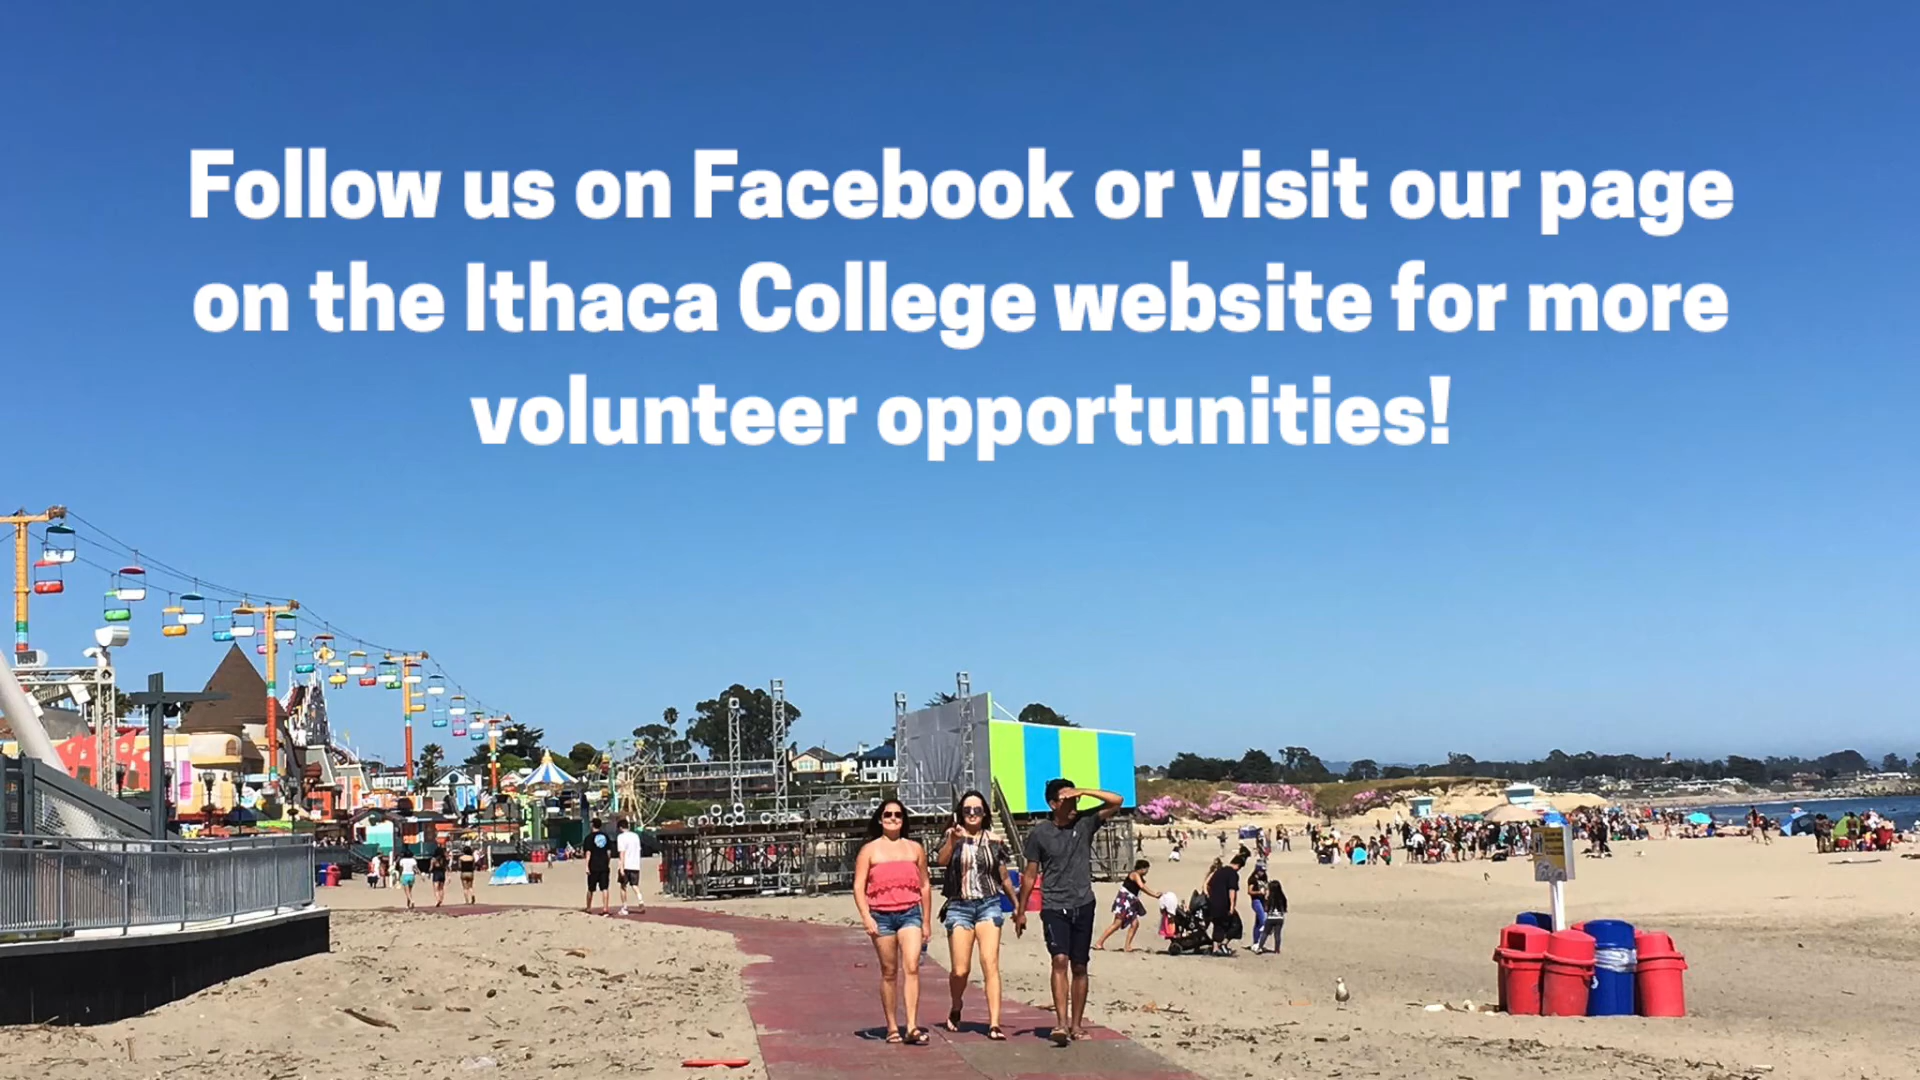 Follow us on Facebook or visit our page
on the Ithaca College website for more
volunteer opportunities!